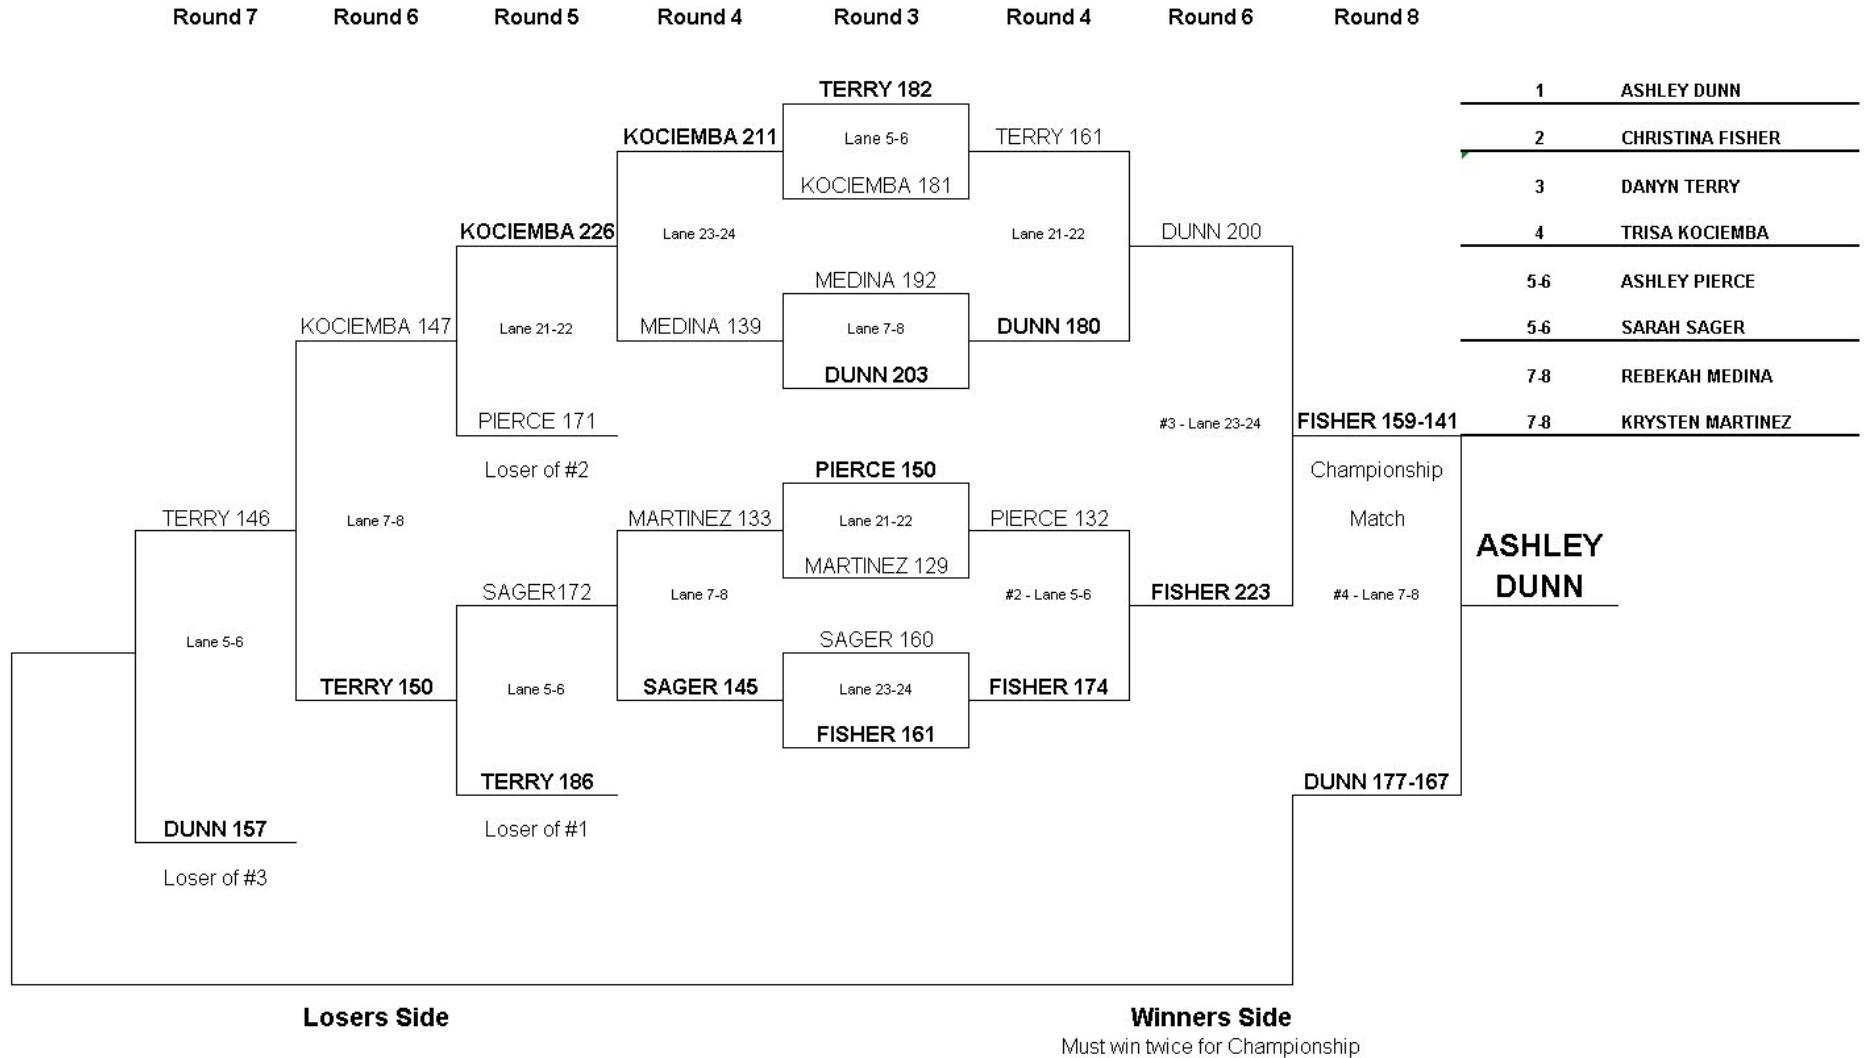 Round 7 Round 6 Round 5 Round 4 Round 3 Round 4 Round 6 Round 8
TERRY 182
1 ASHLEY DUNN
KOCIEMBA 211 Lane 5-6 TERRY 161
2 CHRISTINA FISHER
KOCIEMBA 181
3 DANYN TERRY
KOCIEMBA 226 Lane 23-24 Lane 21-22 DUNN 200
4 TRISA KOCIEMBA
MEDINA 192
5-6 ASHLEY PIERCE
KOCIEMBA 147 Lane 21-22 MEDINA 139 Lane 7-8 DUNN 180
5-6 SARAH SAGER
DUNN 203
7-8 REBEKAH MEDINA
PIERCE 171 #3 - Lane 23-24 FISHER 159-141
7-8 KRYSTEN MARTINEZ
Loser of #2 PIERCE 150 Championship
TERRY 146 Lane 7-8 MARTINEZ 133 Lane 21-22 PIERCE 132 Match
ASHLEY
DUNN
MARTINEZ 129
SAGER172 Lane 7-8 #2 - Lane 5-6 FISHER 223 #4 - Lane 7-8
Lane 5-6 SAGER 160
TERRY 150 Lane 5-6 SAGER 145 Lane 23-24 FISHER 174
FISHER 161
TERRY 186 DUNN 177-167
DUNN 157 Loser of #1
Loser of #3
Losers Side Winners Side
Must win twice for Championship